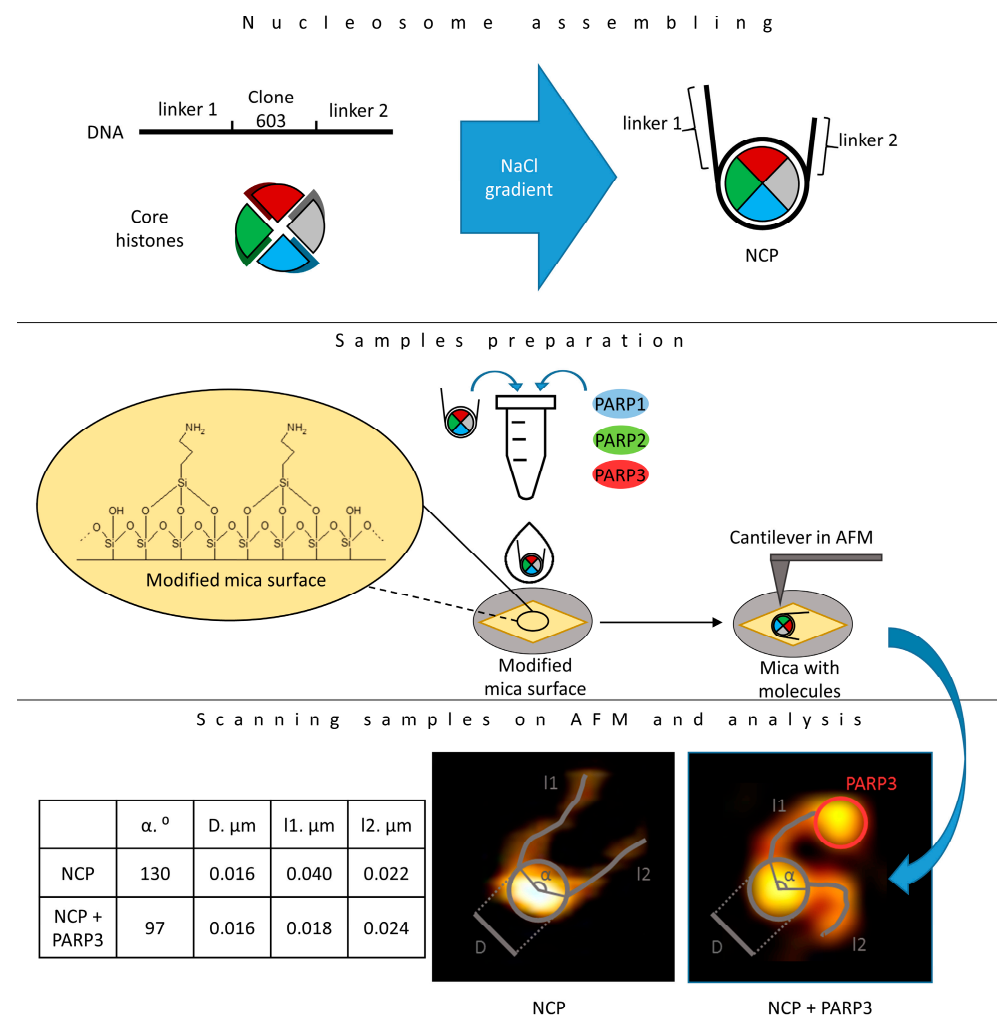 Nucleosome assembling
linker 1
Clone
603
linker 2
DNA
Core
histones
NaCl
gradient
linker 1
linker 2
NCP
Samples preparation
NH2
NH2
Si
Si
OH
O
O
O
O
O
O
OH
O
O
O
O
O
O
O
O
Si
Si
Si
Si
Si
Si
Si
Si
Modified mica surface
PARP1
PARP2
PARP3
Modified
mica surface
Cantilever in AFM
Mica with
molecules
Scanning samples on AFM and analysis
α. º D. µm l1. µm l2. µm
NCP 130 0.016 0.040 0.022
NCP +
PARP3
97 0.016 0.018 0.024
l1
α
l2
D
NCP
PARP3
l1
α
l2
D
NCP + PARP3